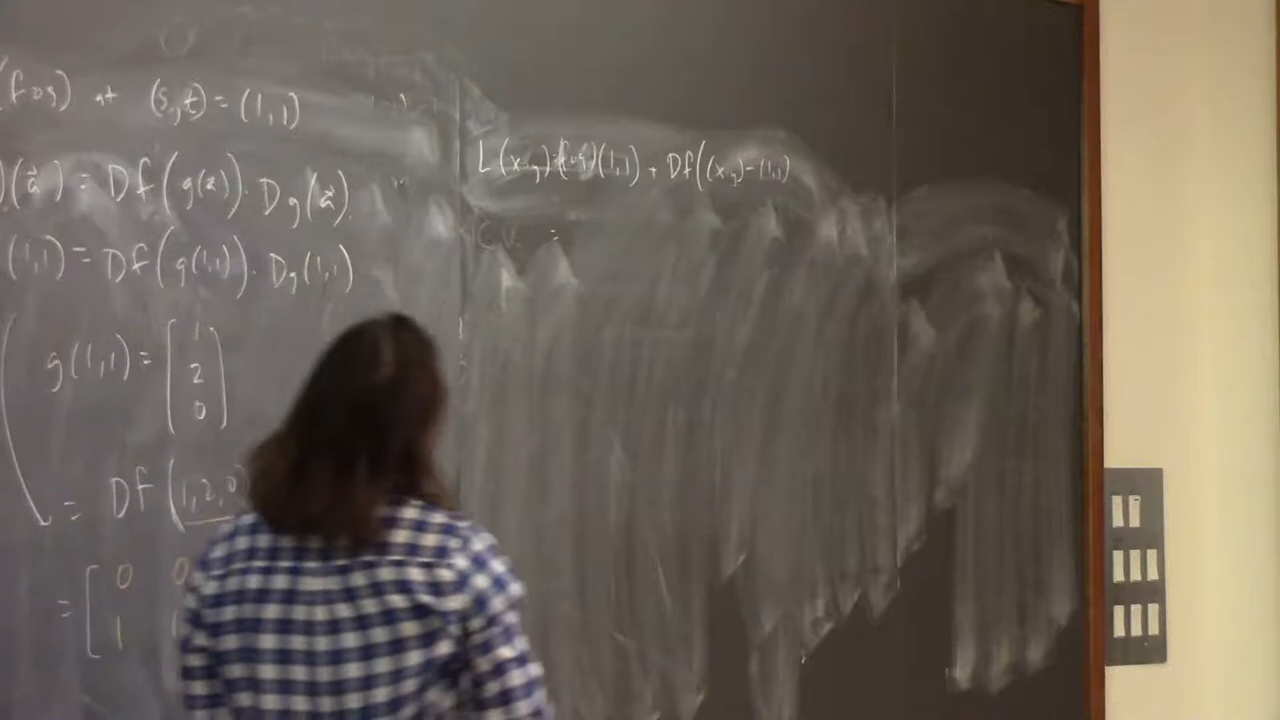 (f∘g) at (s,t) = (1,1)
)(a⃗) = Df(g(a⃗)) · Dg(a⃗)
(1,1) = Df(g(1,1)) · Dg(1,1)
g(1,1) = [1
2
0]
= Df(1,2,0
= [0 0
1
L(x,y) = (f∘g)(1,1) + Df((x,y) - (1,1)
=